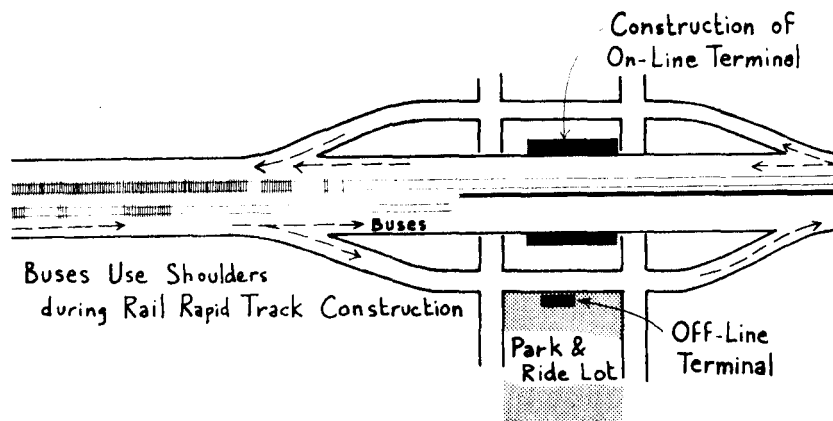 Construction of
On-Line Terminal
Buses
Buses Use Shoulders
during Rail Rapid Track Construction
Park &
Ride Lot
Off-Line
Terminal